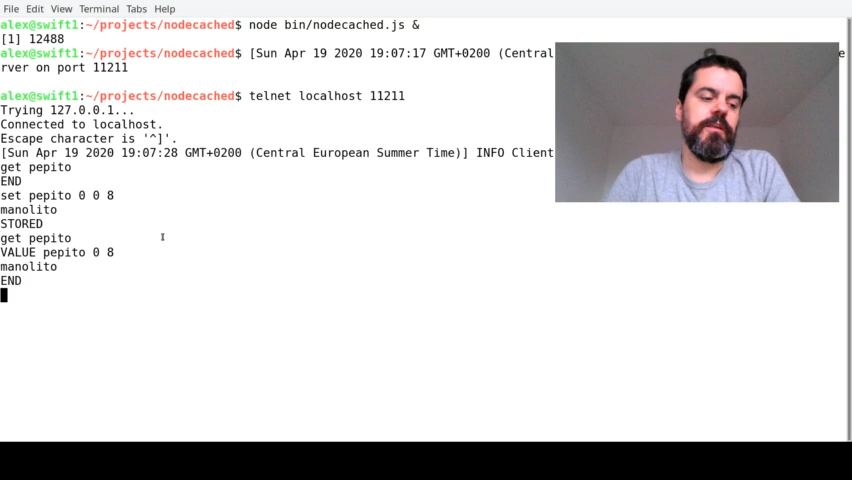 File Edit View Terminal Tabs Help
alex@swift1:~/projects/nodecached$ node bin/nodecached.js &
[1] 12488
alex@swift1:~/projects/nodecached$ [Sun Apr 19 2020 19:07:17 GMT+0200 (Central e
rver on port 11211
alex@swift1:~/projects/nodecached$ telnet localhost 11211
Trying 127.0.0.1...
Connected to localhost.
Escape character is '^]'.
[Sun Apr 19 2020 19:07:28 GMT+0200 (Central European Summer Time)] INFO Client
get pepito
END
set pepito 0 0 8
manolito
STORED
get pepito
VALUE pepito 0 8
manolito
END